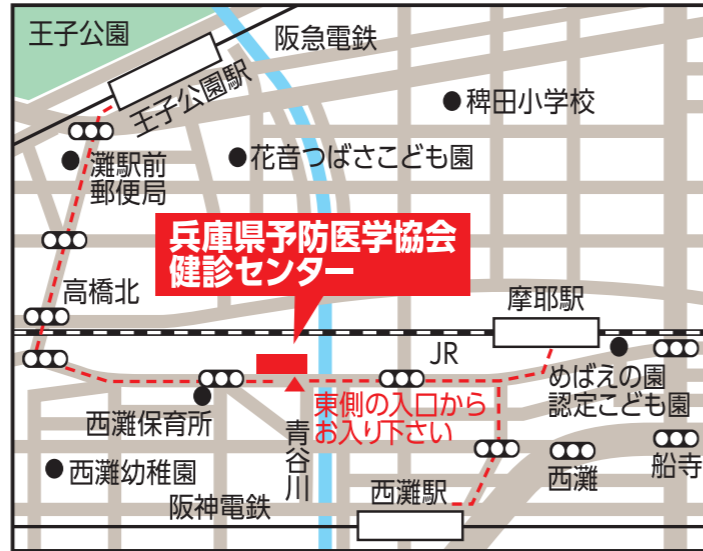 王子公園
阪急電鉄
王子公園駅
稗田小学校
灘駅前
郵便局
花音つばさこども園
兵庫県予防医学協会
健診センター
高橋北
摩耶駅
JR
めばえの園
認定こども園
東側の入口から
お入り下さい
西灘保育所
青谷川
西灘幼稚園
西灘駅
西灘
船寺
阪神電鉄